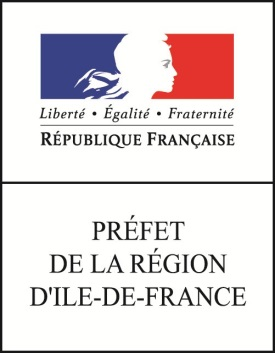 Liberté • Égalité • Fraternité
RÉPUBLIQUE FRANÇAISE
PRÉFET
DE LA RÉGION
D'ILE-DE-FRANCE